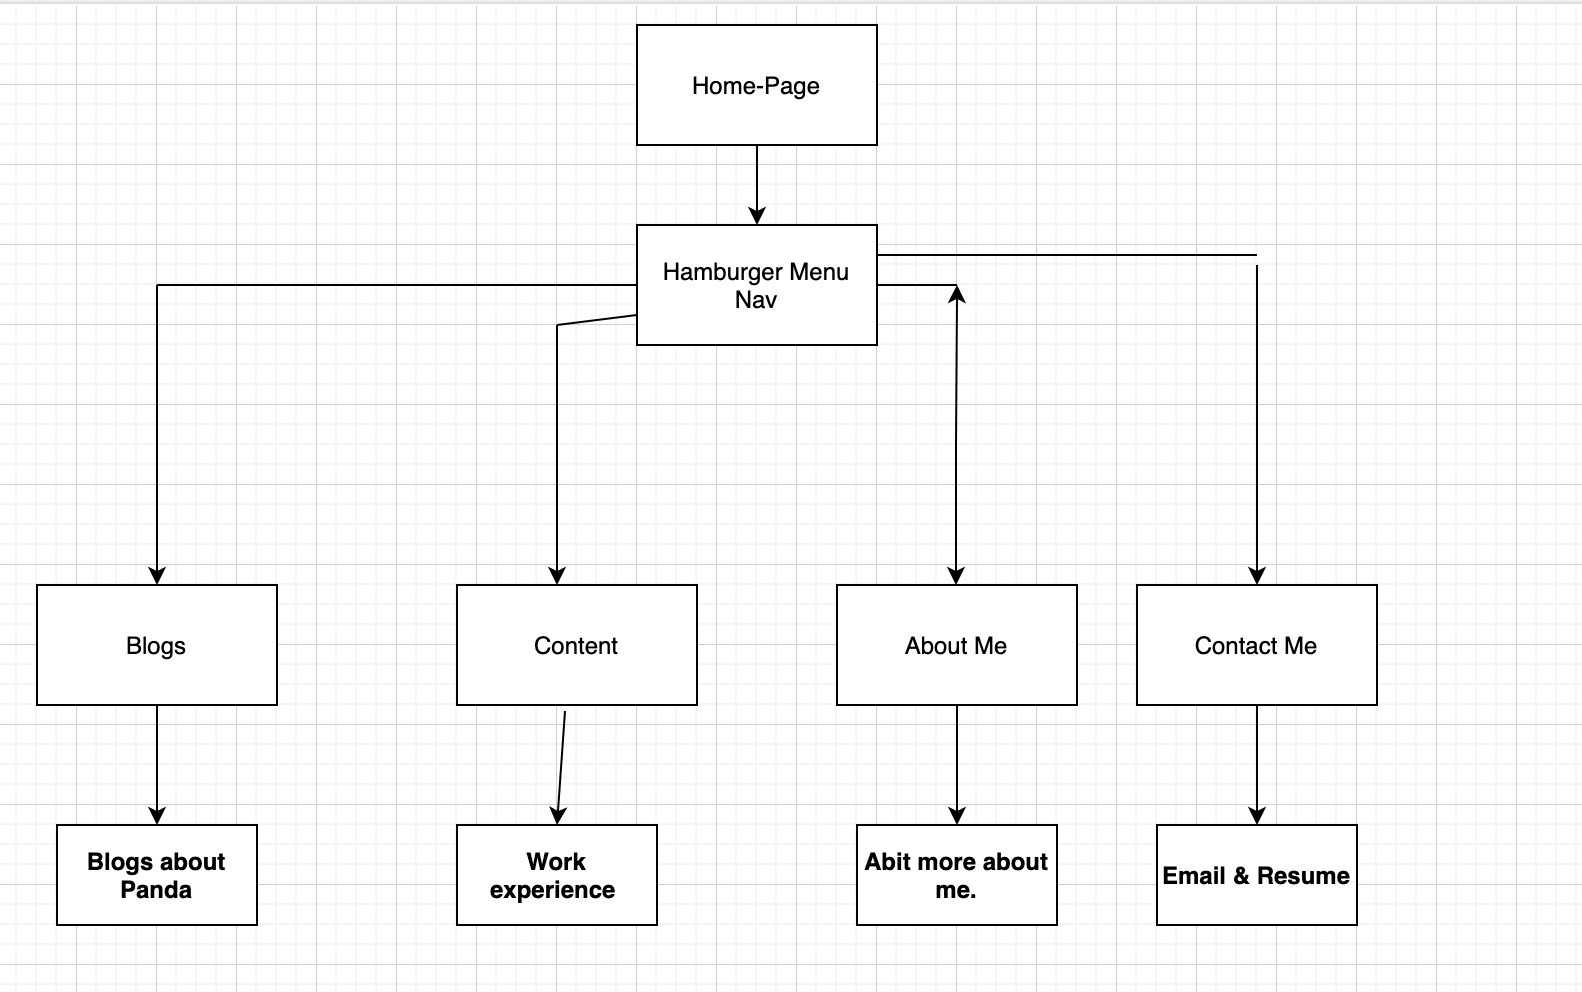 Home-Page
Hamburger Menu
Nav
Blogs
Content
About Me
Contact Me
Blogs about
Panda
Work
experience
Abit more about
me.
Email & Resume